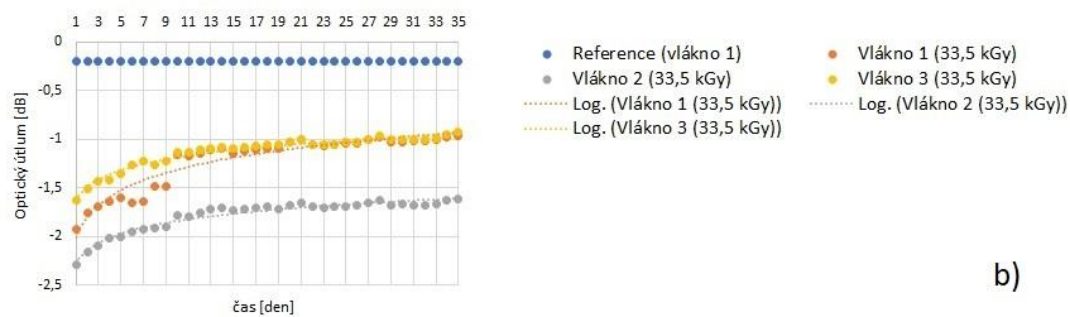 1 3 5 7 9 11 13 15 17 19 21 23 25 27 29 31 33 35
0
-0,5
-1
-1,5
-2
-2,5
Optický útlum [dB]
čas [den]
Reference (vlákno 1)
Vlákno 1 (33,5 kGy)
Vlákno 2 (33,5 kGy)
Vlákno 3 (33,5 kGy)
Log. (Vlákno 1 (33,5 kGy))
Log. (Vlákno 2 (33,5 kGy))
Log. (Vlákno 3 (33,5 kGy))
b)